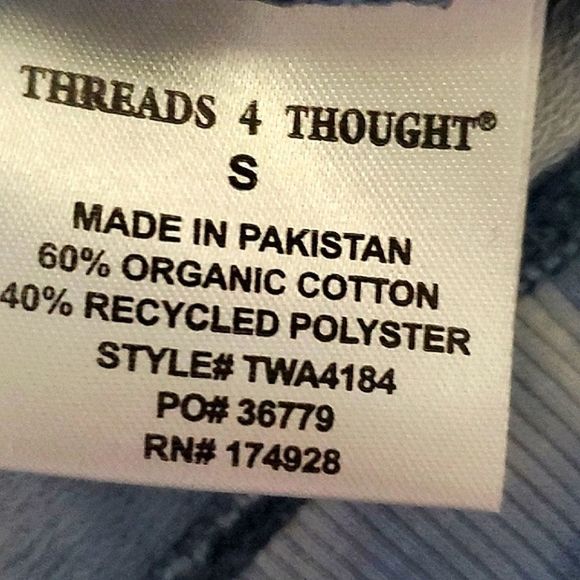 THREADS 4 THOUGHT®
S
MADE IN PAKISTAN
60% ORGANIC COTTON
40% RECYCLED POLYSTER
STYLE# TWA4184
PO# 36779
RN# 174928